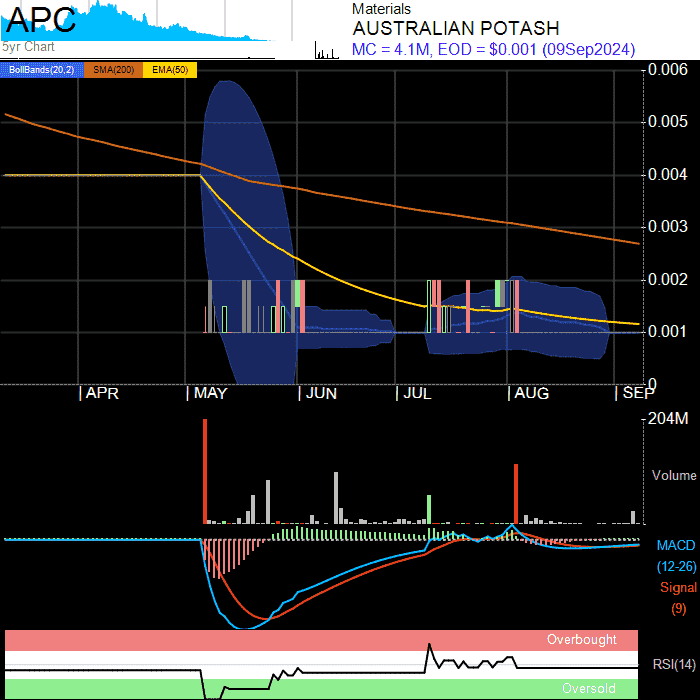 APC
5yr Chart
Materials
AUSTRALIAN POTASH
MC = 4.1M, EOD = $0.001 (09Sep2024)
BollBands(20,2) SMA(200) EMA(50)
0.006
0.005
0.004
0.003
0.002
0.001
0
APR MAY JUN JUL AUG SEP
204M
Volume
MACD
(12-26)
Signal
(9)
Overbought
RSI(14)
Oversold